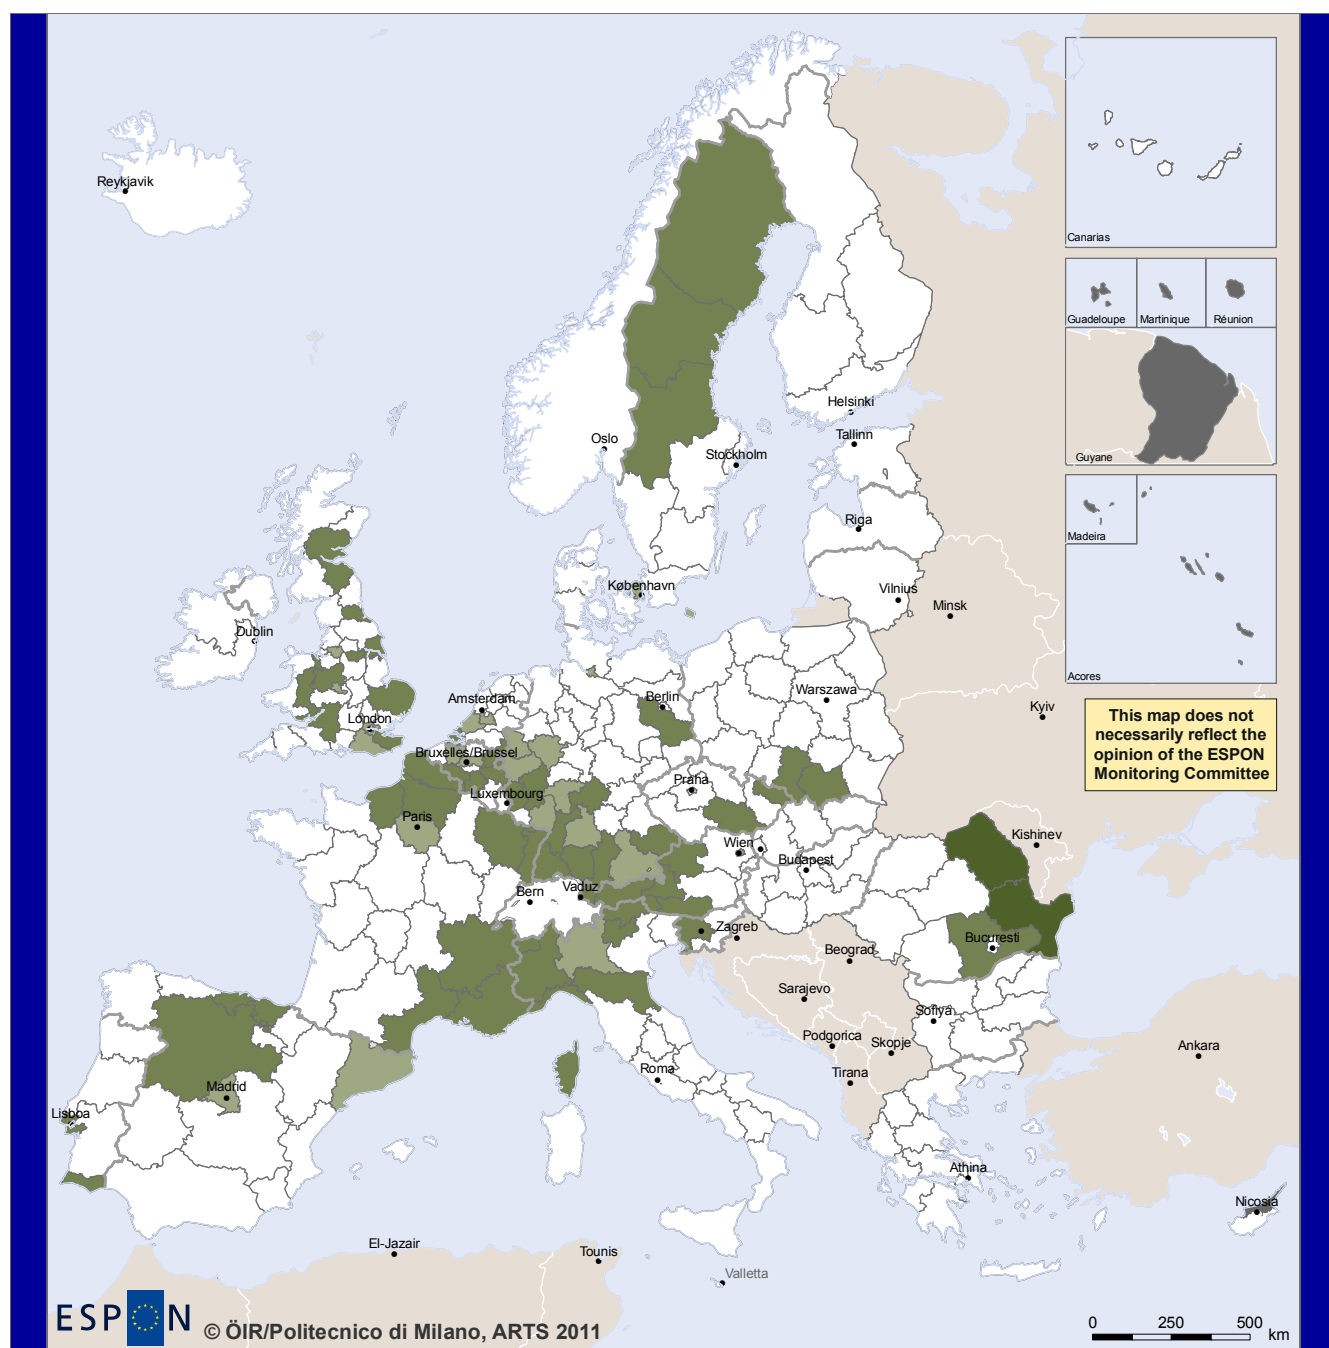 Reykjavik
Canarias
Guadeloupe
Martinique
Réunion
Helsinki
Oslo
Tallinn
Stockholm
Guyane
Riga
Madeira
København
Vilnius
Minsk
Dublin
Acores
Amsterdam
Berlin
Warszawa
London
Kyiv
This map does not
necessarily reflect the
opinion of the ESPON
Monitoring Committee
Bruxelles/Brussel
Praha
Luxembourg
Paris
Kishinev
Wien
Budapest
Bern
Vaduz
Zagreb
Bucuresti
Beograd
Sarajevo
Sofiya
Podgorica
Skopje
Ankara
Roma
Tirana
Madrid
Lisboa
Athina
Nicosia
El-Jazair
Tounis
Valletta
ESPON
© ÖIR/Politecnico di Milano, ARTS 2011
0 250 500
km